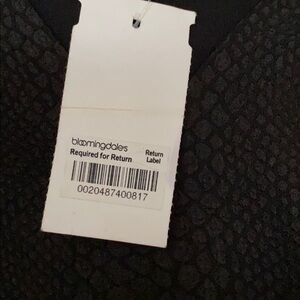 bloomingdales
Required for Return Return Label
0020487400817